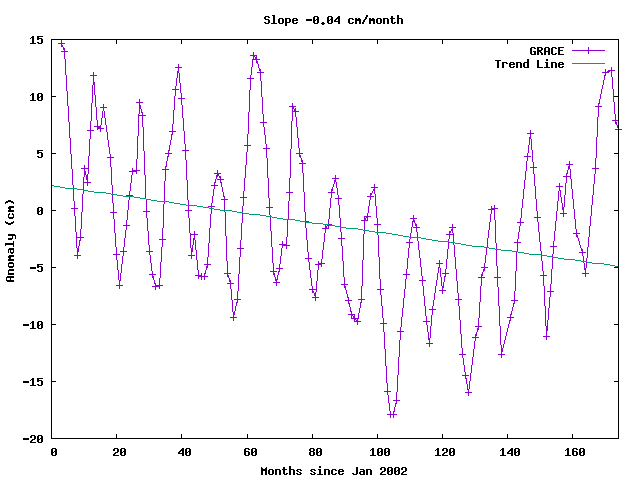 Slope -0.04 cm/month
GRACE
Trend Line
15
10
5
0
-5
-10
-15
-20
Anomaly (cm)
0 20 40 60 80 100 120 140 160
Months since Jan 2002